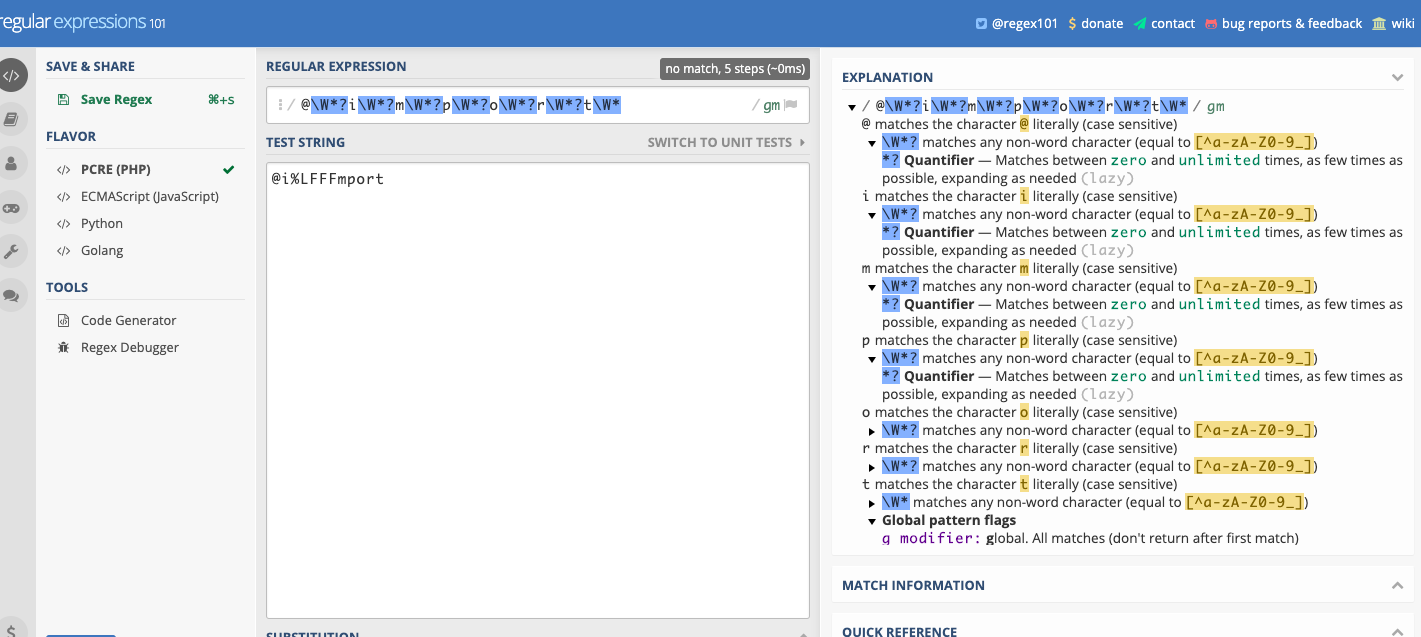 regular expressions 101
@regex101 $ donate contact bug reports & feedback wiki
SAVE & SHARE
Save Regex ⌘+s
FLAVOR
</> PCRE (PHP)
</> ECMAScript (JavaScript)
</> Python
</> Golang
TOOLS
Code Generator
Regex Debugger
REGULAR EXPRESSION
no match, 5 steps (~0ms)
/ @\W*?i\W*?m\W*?p\W*?o\W*?r\W*?t\W* / gm
TEST STRING
SWITCH TO UNIT TESTS
@i%LFFFmport
SUBSTITUTION
EXPLANATION
/ @\W*?i\W*?m\W*?p\W*?o\W*?r\W*?t\W* / gm
@ matches the character @ literally (case sensitive)
\W*? matches any non-word character (equal to [^a-zA-Z0-9_])
*? Quantifier — Matches between zero and unlimited times, as few times as
possible, expanding as needed (lazy)
i matches the character i literally (case sensitive)
\W*? matches any non-word character (equal to [^a-zA-Z0-9_])
*? Quantifier — Matches between zero and unlimited times, as few times as
possible, expanding as needed (lazy)
m matches the character m literally (case sensitive)
\W*? matches any non-word character (equal to [^a-zA-Z0-9_])
*? Quantifier — Matches between zero and unlimited times, as few times as
possible, expanding as needed (lazy)
p matches the character p literally (case sensitive)
\W*? matches any non-word character (equal to [^a-zA-Z0-9_])
*? Quantifier — Matches between zero and unlimited times, as few times as
possible, expanding as needed (lazy)
o matches the character o literally (case sensitive)
\W*? matches any non-word character (equal to [^a-zA-Z0-9_])
r matches the character r literally (case sensitive)
\W*? matches any non-word character (equal to [^a-zA-Z0-9_])
t matches the character t literally (case sensitive)
\W* matches any non-word character (equal to [^a-zA-Z0-9_])
Global pattern flags
g modifier: global. All matches (don't return after first match)
MATCH INFORMATION
QUICK REFERENCE